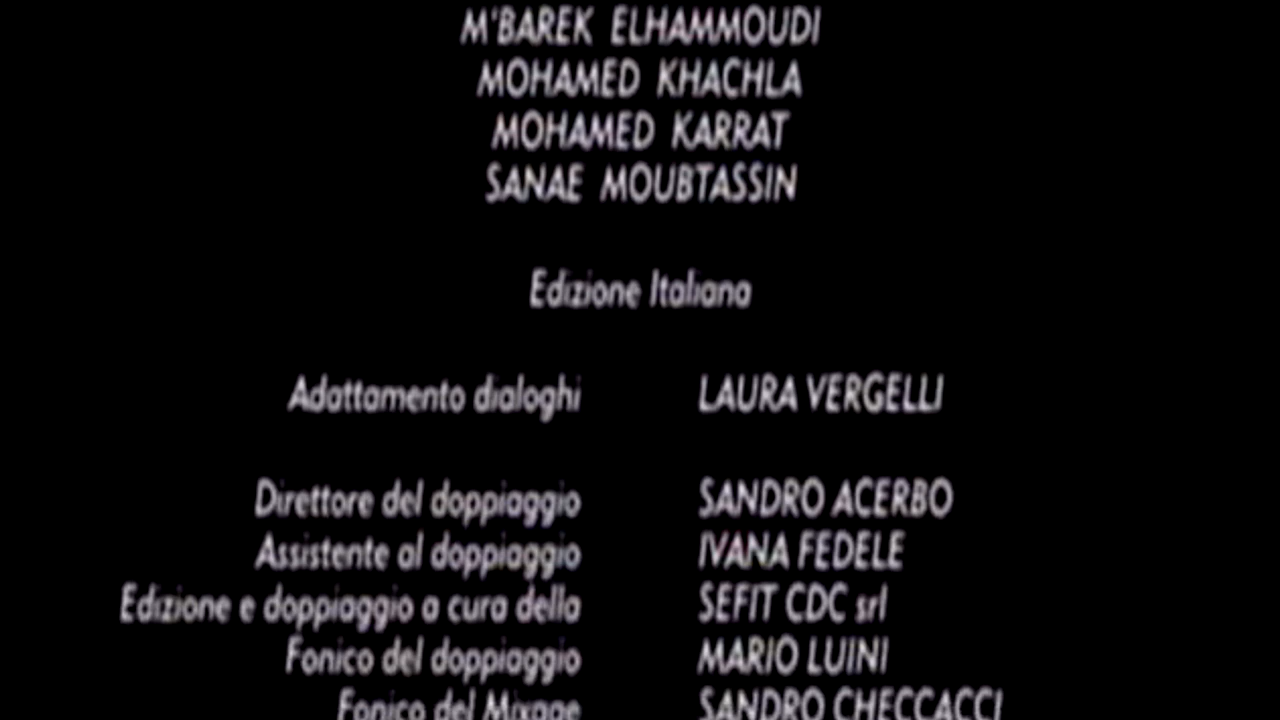 M'BAREK ELHAMMOUDI
MOHAMED KHACHLA
MOHAMED KARRAT
SANAE MOUBTASSIN
Edizione Italiana
Adattamento dialoghi LAURA VERGELLI
Direttore del doppiaggio SANDRO ACERBO
Assistente al doppiaggio IVANA FEDELE
Edizione e doppiaggio a cura della SEFIT CDC srl
Fonico del doppiaggio MARIO LUINI
Fonico del Mixage SANDRO CHECCACCI